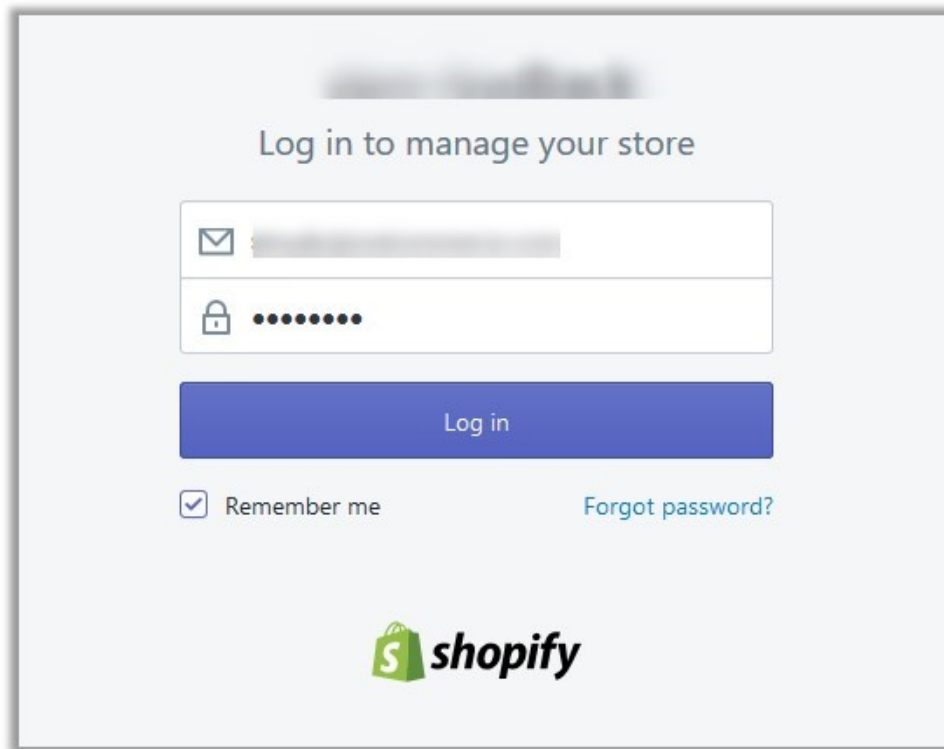 Log in to manage your store
••••••••
Log in
Remember me
Forgot password?
shopify